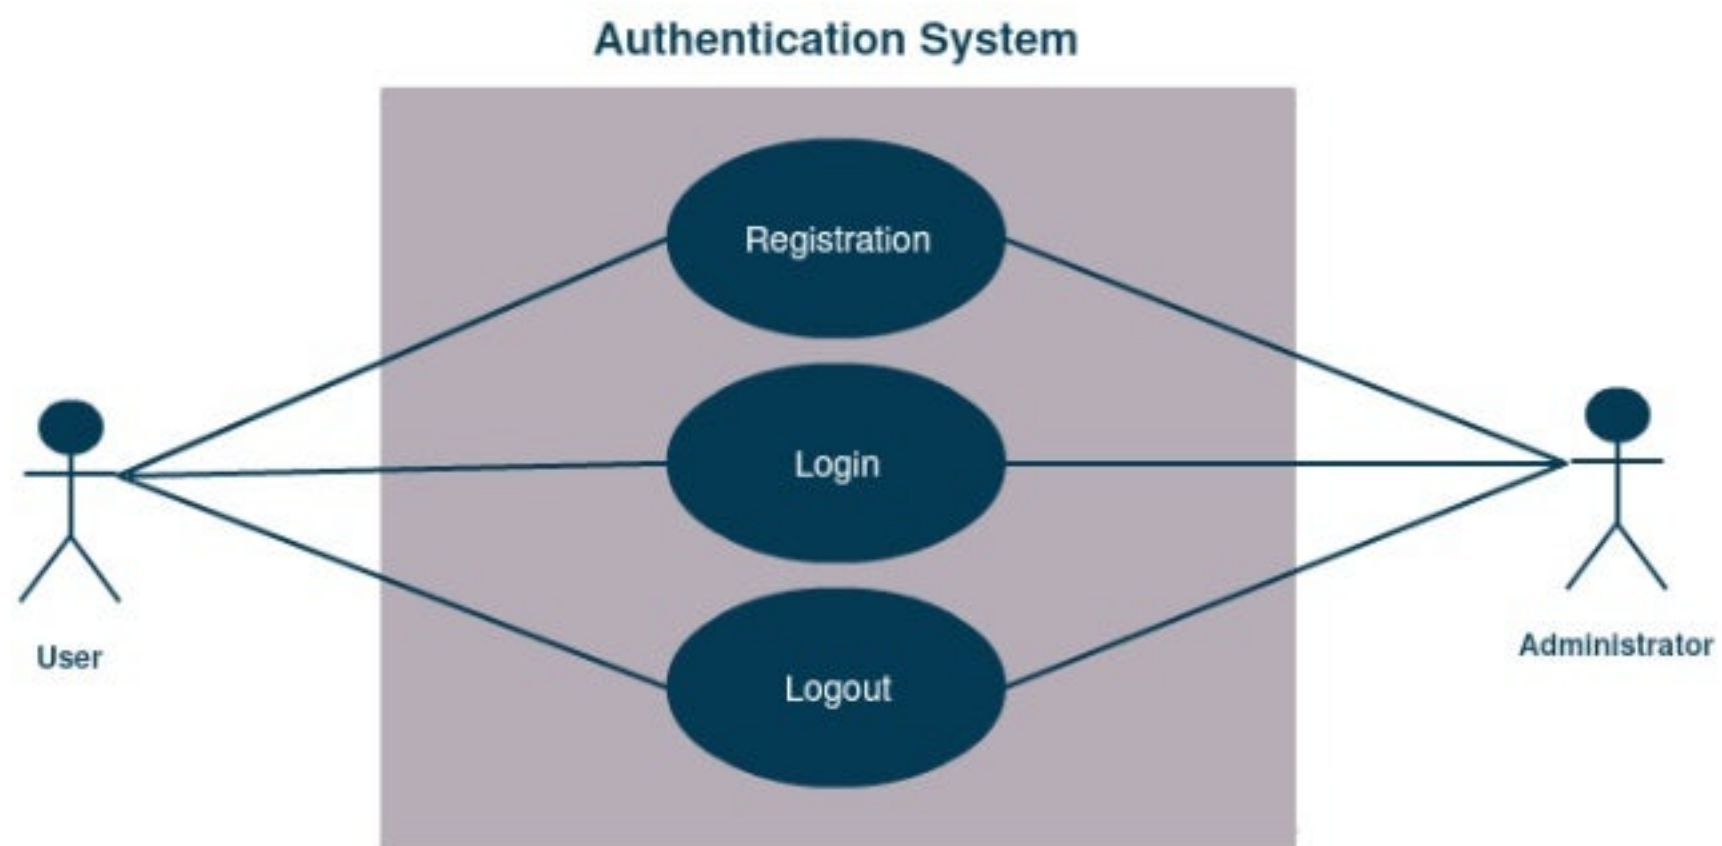 Authentication System
Registration
Login
Logout
User
Administrator